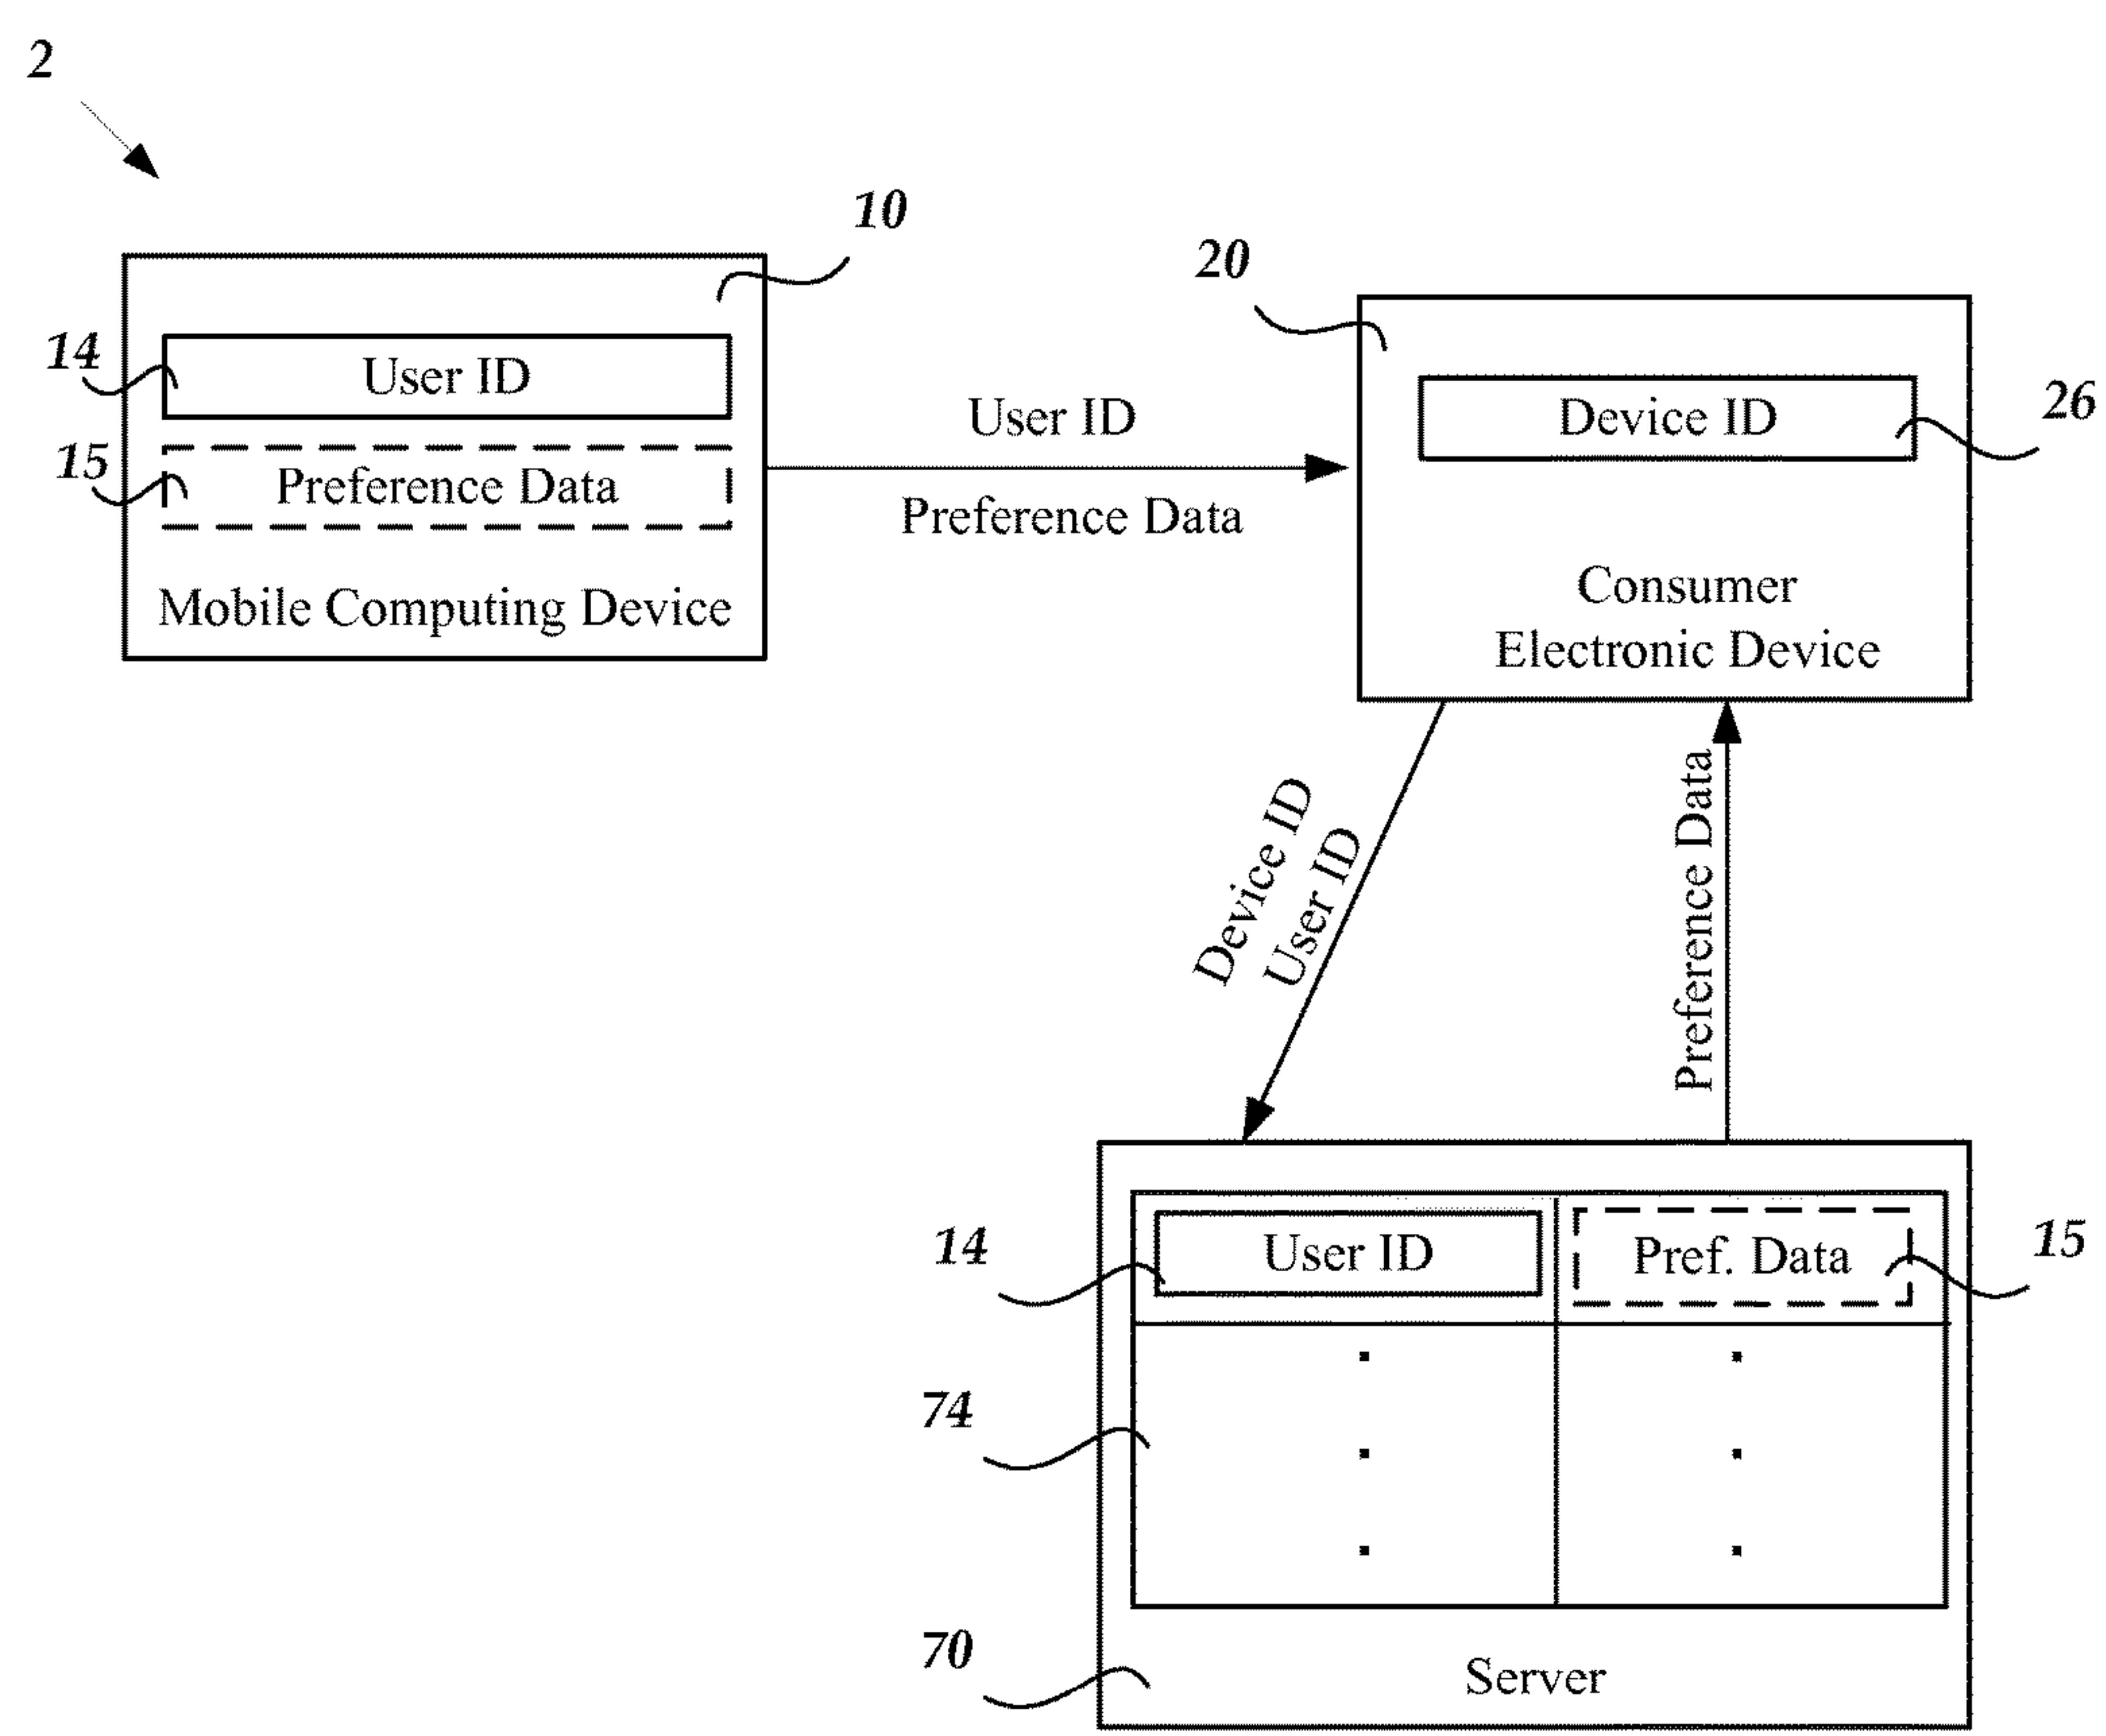 2
10
20
14
User ID
Device ID
26
User ID
15
Preference Data
Preference Data
Mobile Computing Device
Consumer
Electronic Device
Device ID
User ID
Preference Data
14
User ID
Pref. Data
15
74
70
Server